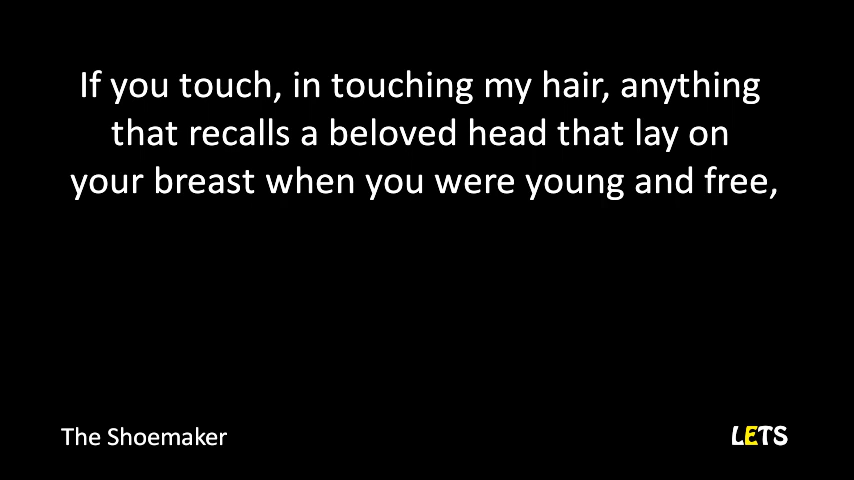 If you touch, in touching my hair, anything
that recalls a beloved head that lay on
your breast when you were young and free,
The Shoemaker
LETS